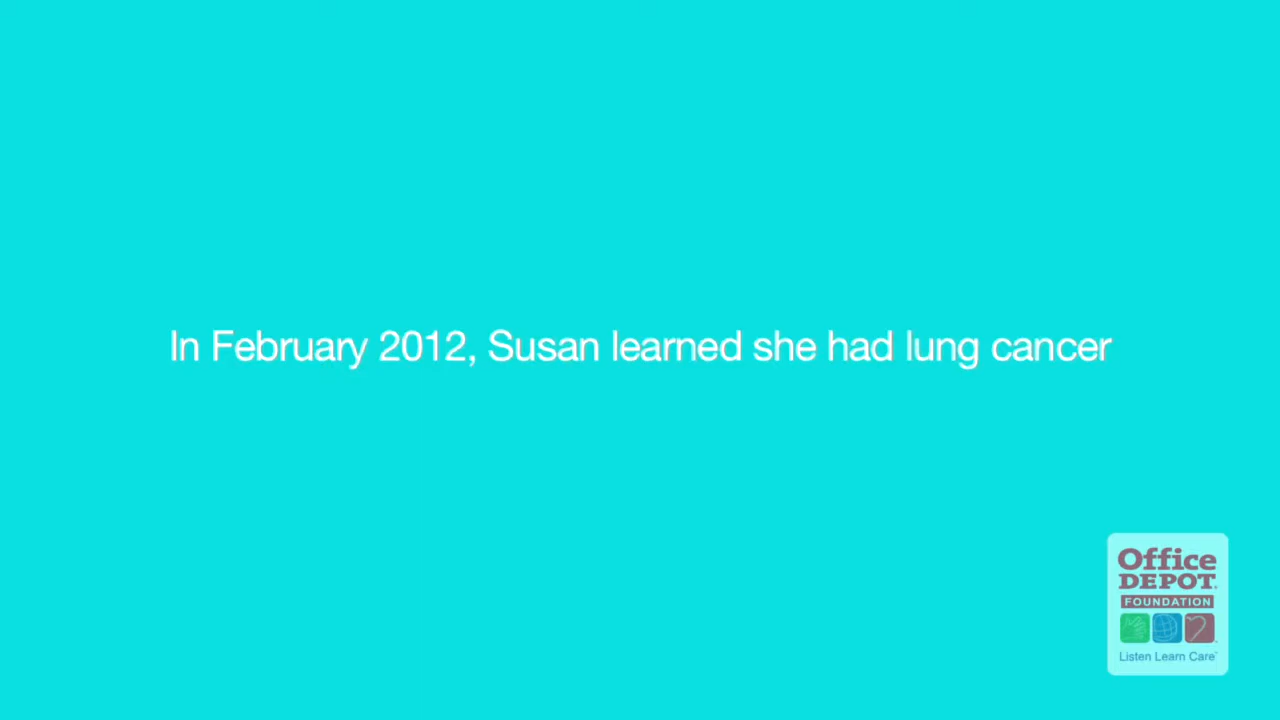 In February 2012, Susan learned she had lung cancer
Office
DEPOT
FOUNDATION
Listen Learn Care